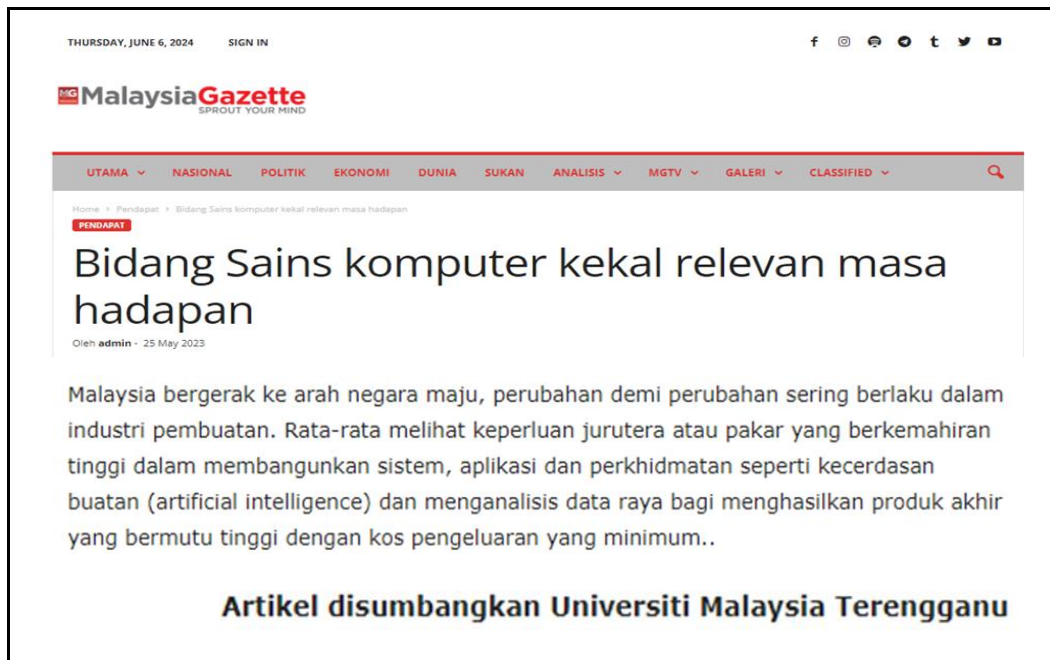 THURSDAY, JUNE 6, 2024 SIGN IN
MG MalaysiaGazette
SPROUT YOUR MIND
UTAMA NASIONAL POLITIK EKONOMI DUNIA SUKAN ANALISIS MGTV GALERI CLASSIFIED
Home Pendapat Bidang Sains komputer kekal relevan masa hadapan
PENDAPAT
Bidang Sains komputer kekal relevan masa
hadapan
Oleh admin - 25 May 2023
Malaysia bergerak ke arah negara maju, perubahan demi perubahan sering berlaku dalam
industri pembuatan. Rata-rata melihat keperluan jurutera atau pakar yang berkemahiran
tinggi dalam membangunkan sistem, aplikasi dan perkhidmatan seperti kecerdasan
buatan (artificial intelligence) dan menganalisis data raya bagi menghasilkan produk akhir
yang bermutu tinggi dengan kos pengeluaran yang minimum..
Artikel disumbangkan Universiti Malaysia Terengganu